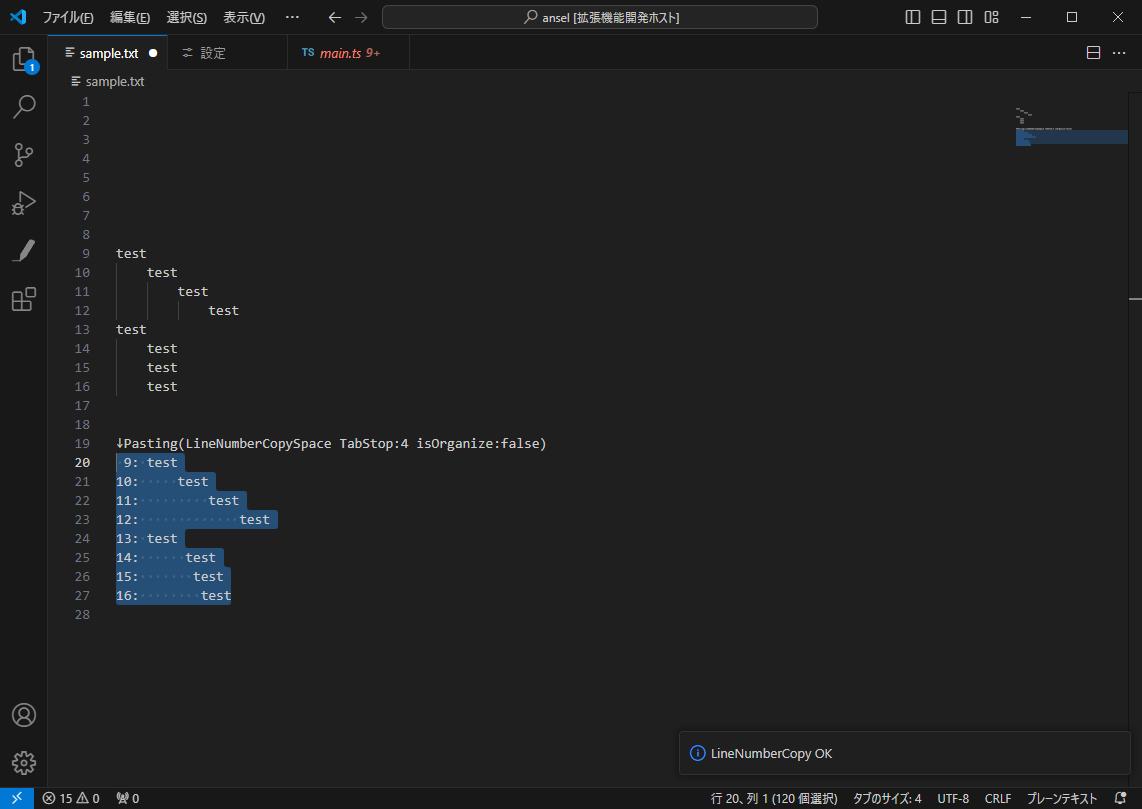 ファイル(F) 編集(E) 選択(S) 表示(V) … ansel [拡張機能開発ホスト]
sample.txt 設定 TS main.ts 9+
sample.txt
1
1
2
3
4
5
6
7
8
9 test
10 test
11 test
12 test
13 test
14 test
15 test
16 test
17
18
19 ↓Pasting(LineNumberCopySpace TabStop:4 isOrganize:false)
20 9: test
21 10: test
22 11: test
23 12: test
24 13: test
25 14: test
26 15: test
27 16: test
28
LineNumberCopy OK
15 0 0 行 20、列 1 (120 個選択) タブのサイズ: 4 UTF-8 CRLF プレーンテキスト